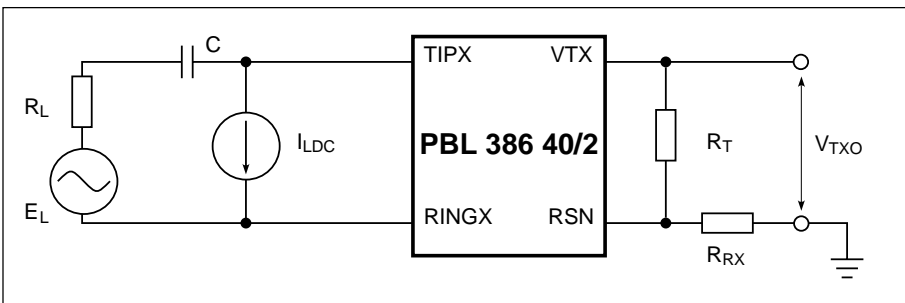 C
TIPX
VTX
RL
ILDC
PBL 386 40/2
RT
VTXO
EL
RINGX
RSN
RRX